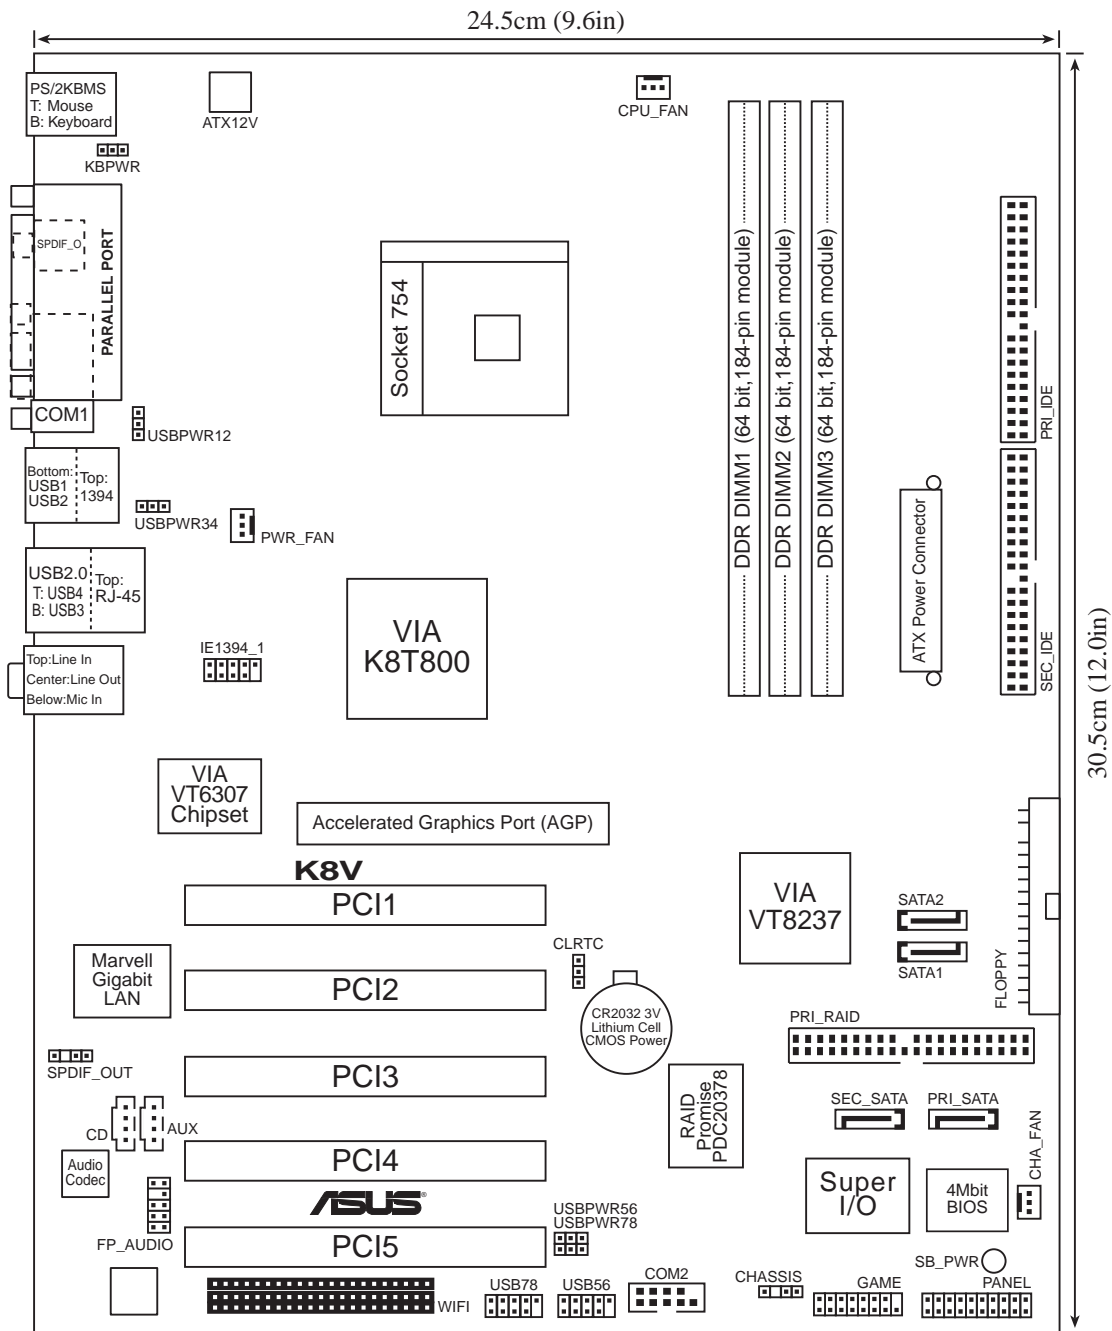 24.5cm (9.6in)
PS/2KBMS
T: Mouse
B: Keyboard
ATX12V
CPU_FAN
KBPWR
SPDIF_O
PARALLEL PORT
Socket 754
DDR DIMM1 (64 bit,184-pin module)
DDR DIMM2 (64 bit,184-pin module)
DDR DIMM3 (64 bit,184-pin module)
PRI_IDE
COM1
USBPWR12
Bottom:
USB1
USB2
Top:
1394
USBPWR34
PWR_FAN
ATX Power Connector
SEC_IDE
30.5cm (12.0in)
USB2.0
T: USB4
B: USB3
Top:
RJ-45
VIA
K8T800
IE1394_1
Top:Line In
Center:Line Out
Below:Mic In
VIA
VT6307
Chipset
Accelerated Graphics Port (AGP)
K8V
PCI1
VIA
VT8237
SATA2
SATA1
FLOPPY
Marvell
Gigabit
LAN
PCI2
CLRTC
CR2032 3V
Lithium Cell
CMOS Power
PRI_RAID
SPDIF_OUT
PCI3
RAID
Promise
PDC20378
SEC_SATA
PRI_SATA
CHA_FAN
CD
AUX
Audio
Codec
PCI4
Super
I/O
4Mbit
BIOS
ASUS®
FP_AUDIO
PCI5
USBPWR56
USBPWR78
SB_PWR
WIFI
USB78
USB56
COM2
CHASSIS
GAME
PANEL